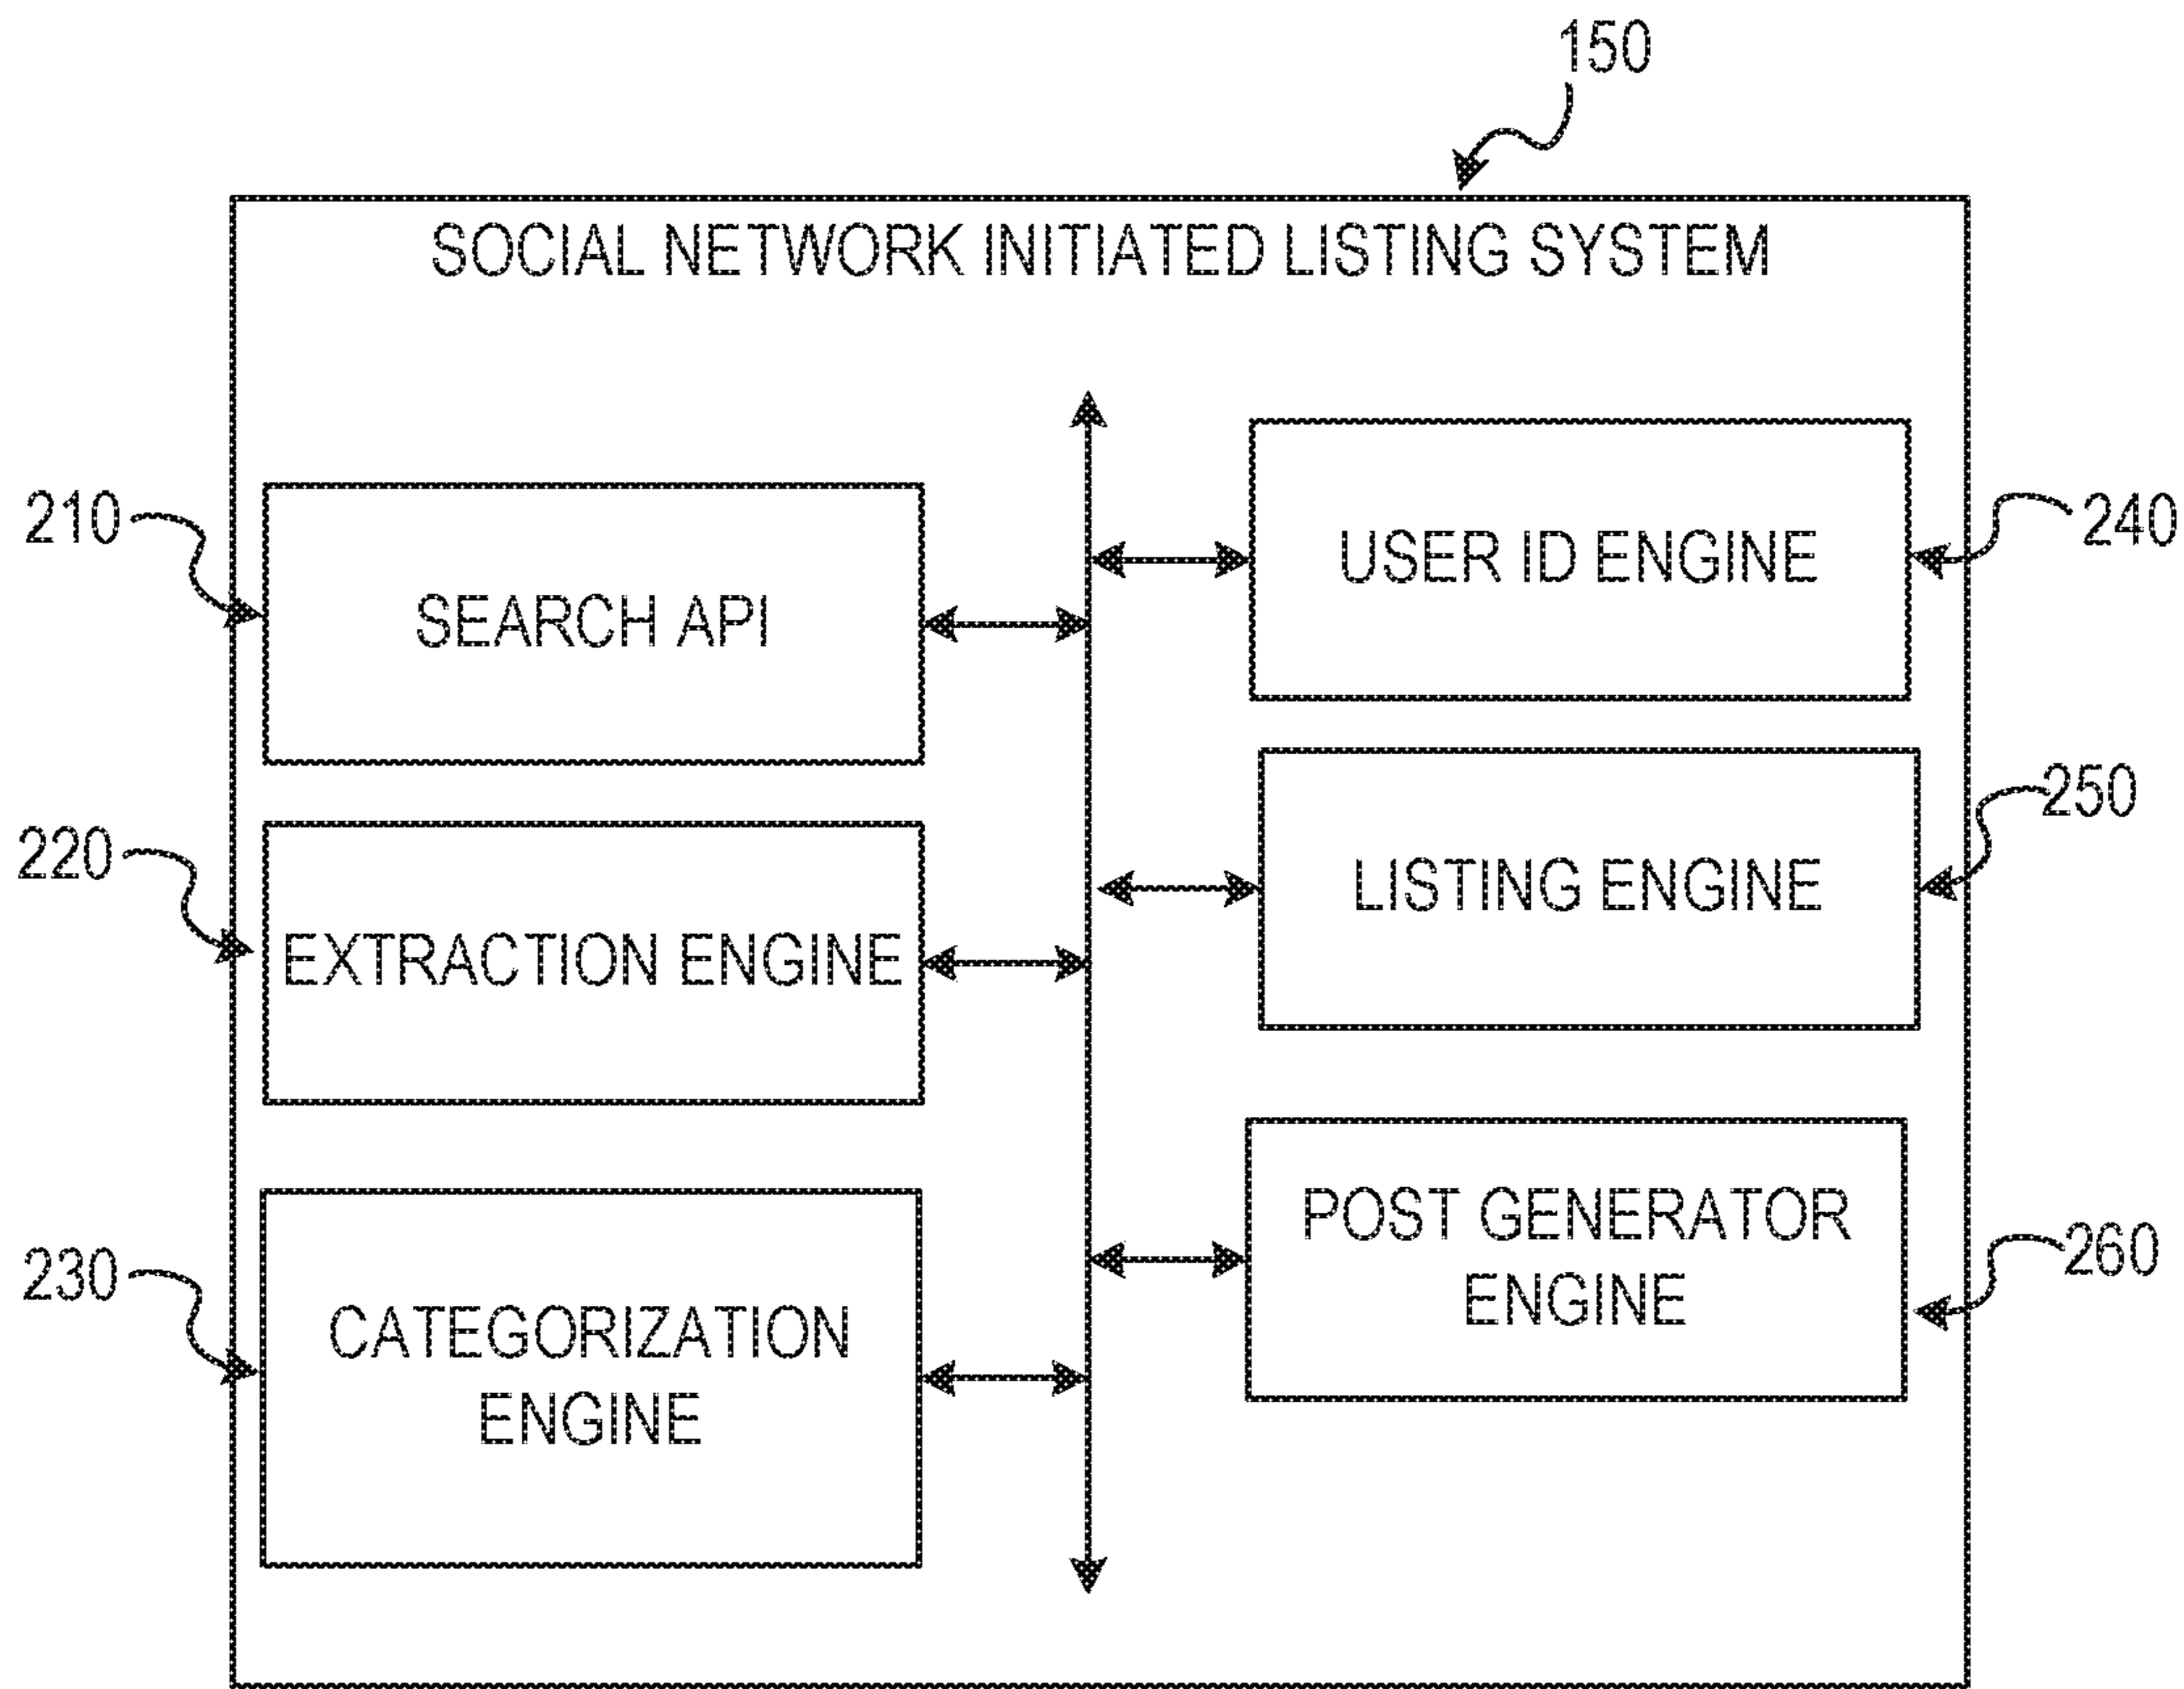 150
SOCIAL NETWORK INITIATED LISTING SYSTEM
210
SEARCH API
220
EXTRACTION ENGINE
230
CATEGORIZATION
ENGINE
USER ID ENGINE
240
LISTING ENGINE
250
POST GENERATOR
ENGINE
260